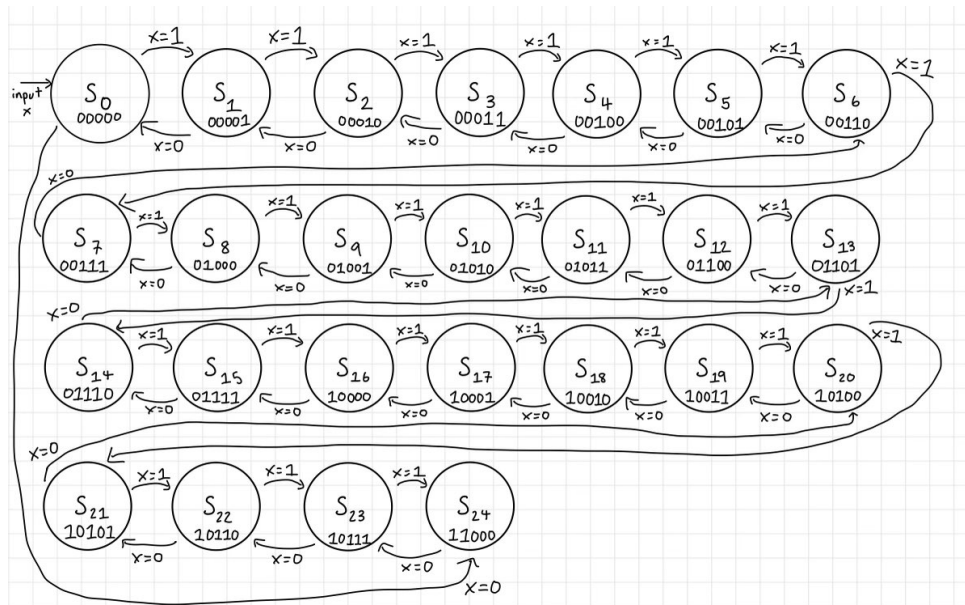 x=1 x=1 x=1 x=1 x=1 x=1 x=1
input x
S0 S1 S2 S3 S4 S5 S6
00000 00001 00010 00011 00100 00101 00110
x=0 x=0 x=0 x=0 x=0 x=0
x=0
x=1 x=1 x=1 x=1 x=1 x=1
S7 S8 S9 S10 S11 S12 S13
00111 01000 01001 01010 01011 01100 01101
x=0 x=0 x=0 x=0 x=0 x=0
x=0 x=1
x=1 x=1 x=1 x=1 x=1 x=1 x=1
S14 S15 S16 S17 S18 S19 S20
01110 01111 10000 10001 10010 10011 10100
x=0 x=0 x=0 x=0 x=0 x=0
x=0
x=1 x=1 x=1
S21 S22 S23 S24
10101 10110 10111 11000
x=0 x=0 x=0
x=0